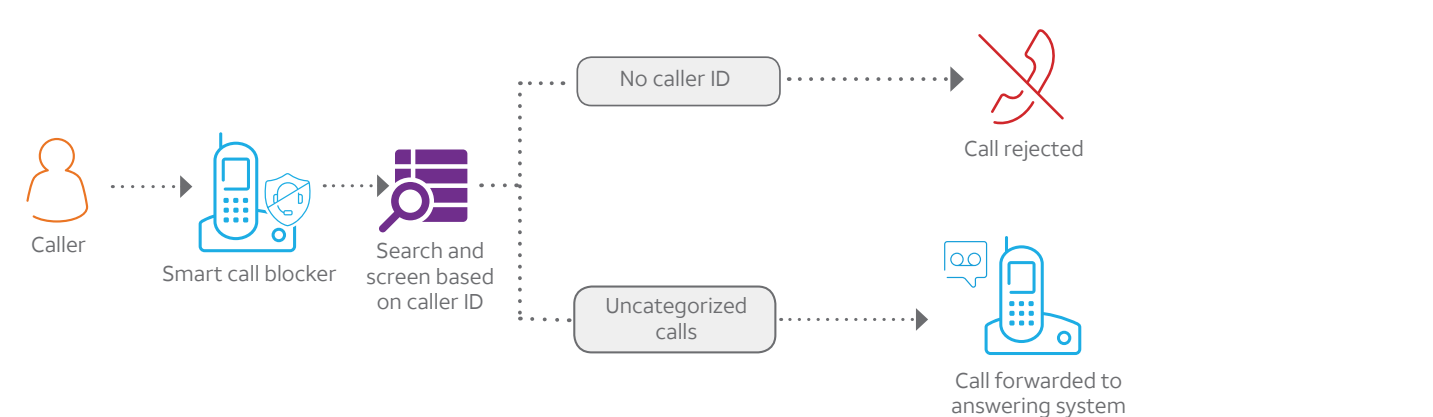 No caller ID
Call rejected
Caller
Smart call blocker
Search and
screen based
on caller ID
Uncategorized
calls
Call forwarded to
answering system